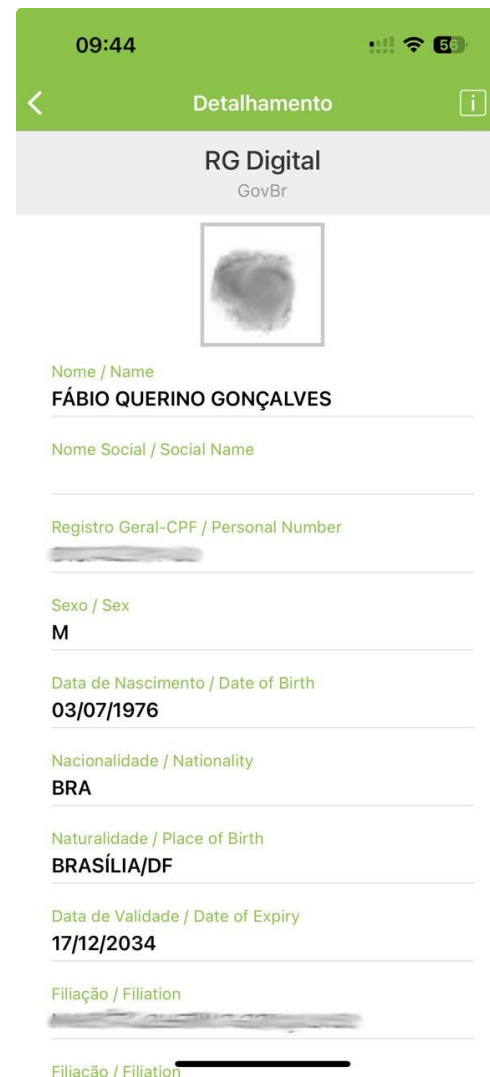 09:44
56
Detalhamento
i
RG Digital
GovBr
Nome / Name
FÁBIO QUERINO GONÇALVES
Nome Social / Social Name
Registro Geral-CPF / Personal Number
Sexo / Sex
M
Data de Nascimento / Date of Birth
03/07/1976
Nacionalidade / Nationality
BRA
Naturalidade / Place of Birth
BRASÍLIA/DF
Data de Validade / Date of Expiry
17/12/2034
Filiação / Filiation
Filiação / Filiation